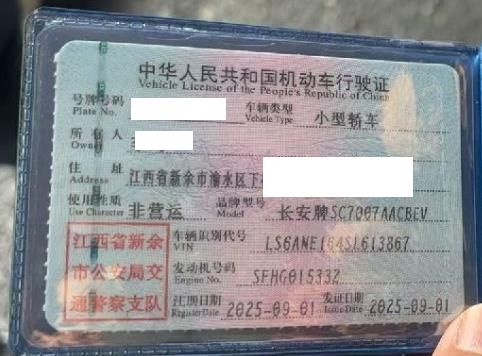 中华人民共和国机动车行驶证
Vehicle License of the People's Republic of China
号牌号码 车辆类型 小型轿车
Plate No. Vehicle Type
所有人
Owner
住址 江西省新余市渝水区下
Address
使用性质 非营运 品牌型号 长安牌SC7007AACBEV
Use Character Model
江西省新余 车辆识别代号 LS6ANE164SL613867
VIN
市公安局交 发动机号码 SFHG015332
Engine No.
通警察支队 注册日期 2025-09-01 发证日期 2025-09-01
Register Date Issue Date